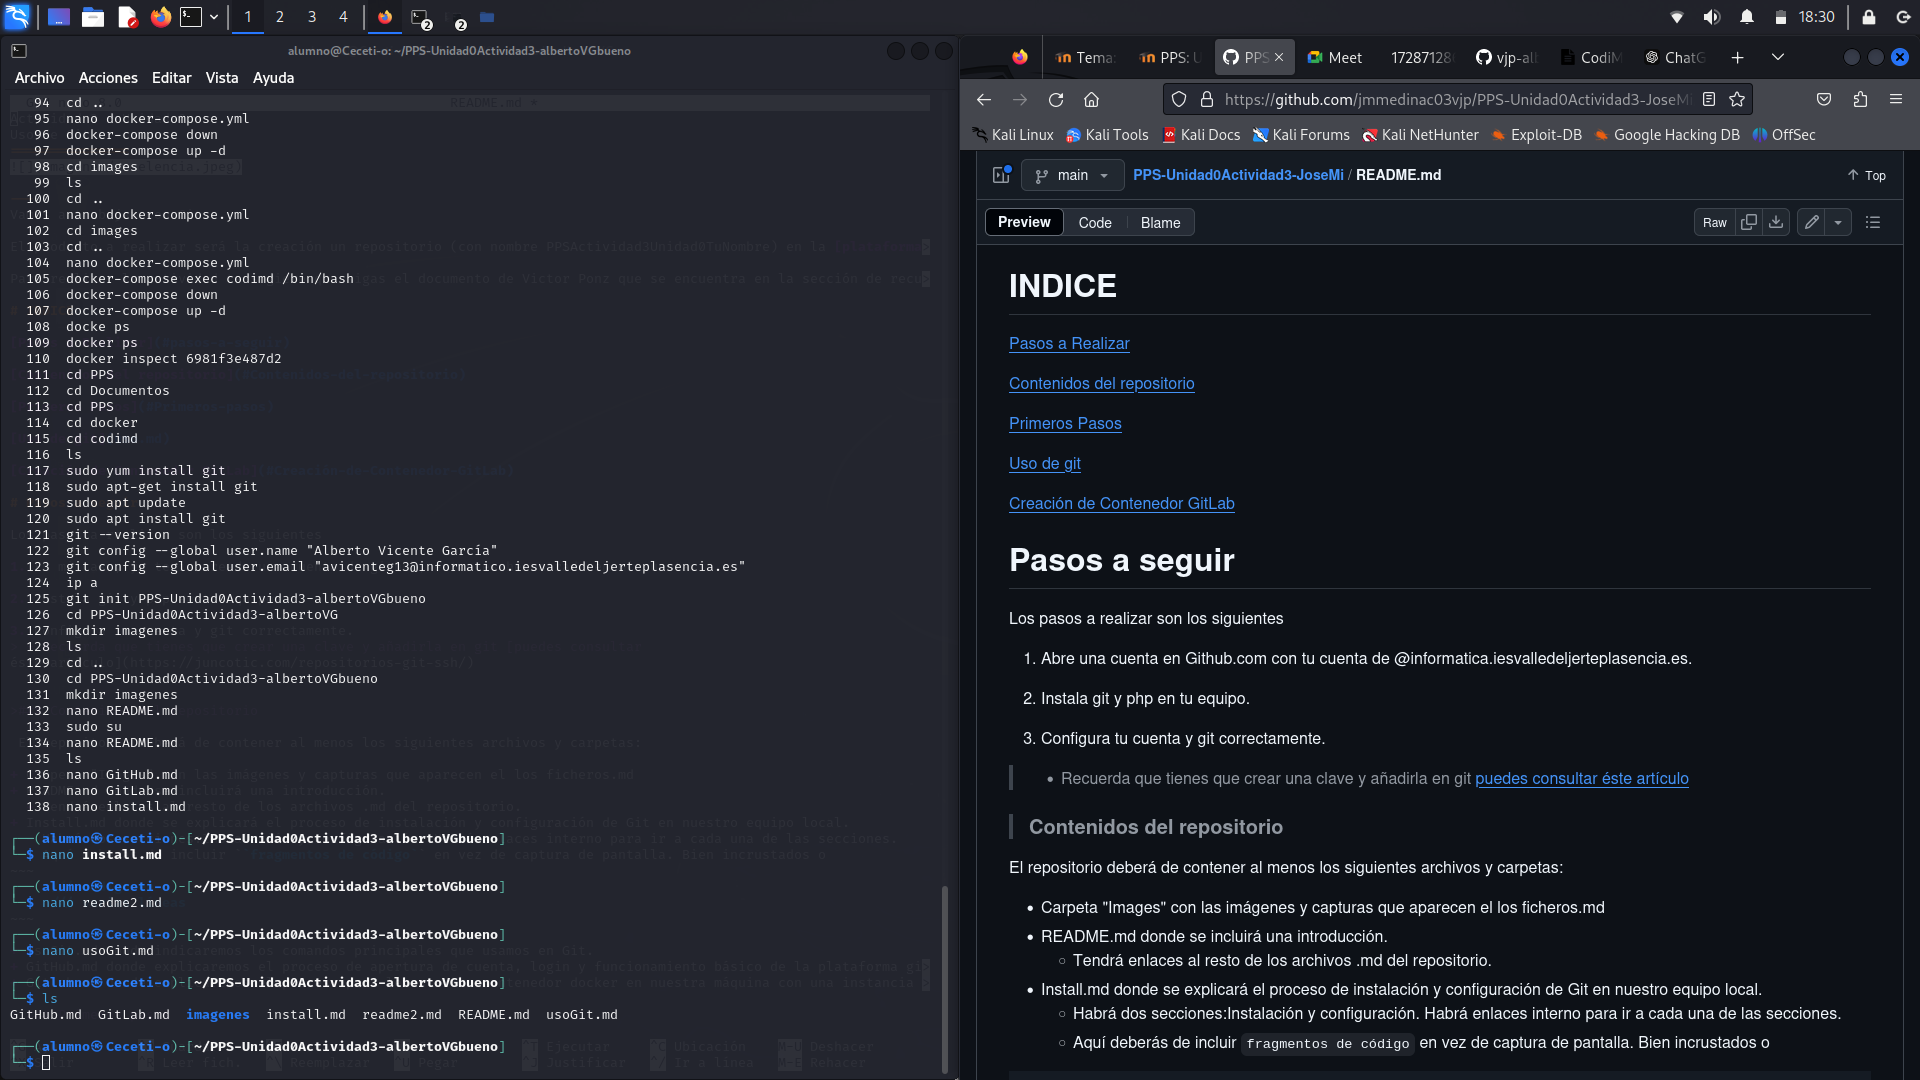 1 2 3 4
2
2
18:30
alumno@Ceceti-o: ~/PPS-Unidad0Actividad3-albertoVGbueno
Archivo Acciones Editar Vista Ayuda
94 cd ..
95 nano docker-compose.yml
96 docker-compose down
97 docker-compose up -d
98 cd images
99 ls
100 cd ..
101 nano docker-compose.yml
102 cd images
103 cd ..
104 nano docker-compose.yml
105 docker-compose exec codimd /bin/bash
106 docker-compose down
107 docker-compose up -d
108 docke ps
109 docker ps
110 docker inspect 6981f3e487d2
111 cd PPS
112 cd Documentos
113 cd PPS
114 cd docker
115 cd codimd
116 ls
117 sudo yum install git
118 sudo apt-get install git
119 sudo apt update
120 sudo apt install git
121 git --version
122 git config --global user.name "Alberto Vicente García"
123 git config --global user.email "avicenteg13@informatico.iesvalledeljerteplasencia.es"
124 ip a
125 git init PPS-Unidad0Actividad3-albertoVGbueno
126 cd PPS-Unidad0Actividad3-albertoVG
127 mkdir imagenes
128 ls
129 cd ..
130 cd PPS-Unidad0Actividad3-albertoVGbueno
131 mkdir imagenes
132 nano README.md
133 sudo su
134 nano README.md
135 ls
136 nano GitHub.md
137 nano GitLab.md
138 nano install.md
(alumno㉿Ceceti-o)-[~/PPS-Unidad0Actividad3-albertoVGbueno]
$ nano install.md
(alumno㉿Ceceti-o)-[~/PPS-Unidad0Actividad3-albertoVGbueno]
$ nano readme2.md
(alumno㉿Ceceti-o)-[~/PPS-Unidad0Actividad3-albertoVGbueno]
$ nano usoGit.md
(alumno㉿Ceceti-o)-[~/PPS-Unidad0Actividad3-albertoVGbueno]
$ ls
GitHub.md GitLab.md imagenes install.md readme2.md README.md usoGit.md
(alumno㉿Ceceti-o)-[~/PPS-Unidad0Actividad3-albertoVGbueno]
$
Tema: PPS: U PPS Meet 17287128 vjp-al CodiM ChatG
https://github.com/jmmedinac03vjp/PPS-Unidad0Actividad3-JoseMi
Kali Linux Kali Tools Kali Docs Kali Forums Kali NetHunter Exploit-DB Google Hacking DB OffSec
main PPS-Unidad0Actividad3-JoseMi / README.md Top
Preview Code Blame Raw
INDICE
Pasos a Realizar
Contenidos del repositorio
Primeros Pasos
Uso de git
Creación de Contenedor GitLab
Pasos a seguir
Los pasos a realizar son los siguientes
1. Abre una cuenta en Github.com con tu cuenta de @informatica.iesvalledeljerteplasencia.es.
2. Instala git y php en tu equipo.
3. Configura tu cuenta y git correctamente.
• Recuerda que tienes que crear una clave y añadirla en git puedes consultar éste artículo
Contenidos del repositorio
El repositorio deberá de contener al menos los siguientes archivos y carpetas:
• Carpeta "Images" con las imágenes y capturas que aparecen el los ficheros.md
• README.md donde se incluirá una introducción.
○ Tendrá enlaces al resto de los archivos .md del repositorio.
• Install.md donde se explicará el proceso de instalación y configuración de Git en nuestro equipo local.
○ Habrá dos secciones:Instalación y configuración. Habrá enlaces interno para ir a cada una de las secciones.
○ Aquí deberás de incluir fragmentos de código en vez de captura de pantalla. Bien incrustados o